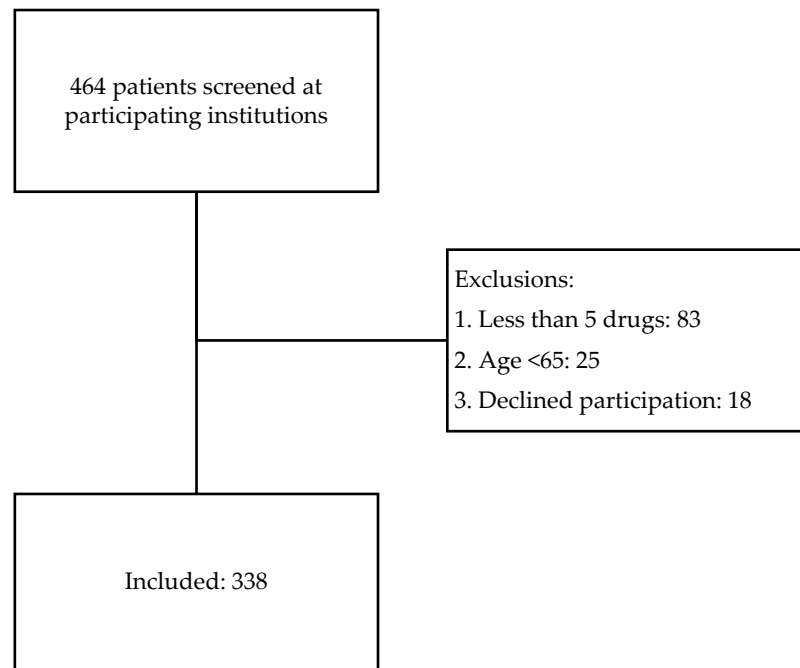 464 patients screened at
participating institutions
Exclusions:
1. Less than 5 drugs: 83
2. Age <65: 25
3. Declined participation: 18
Included: 338